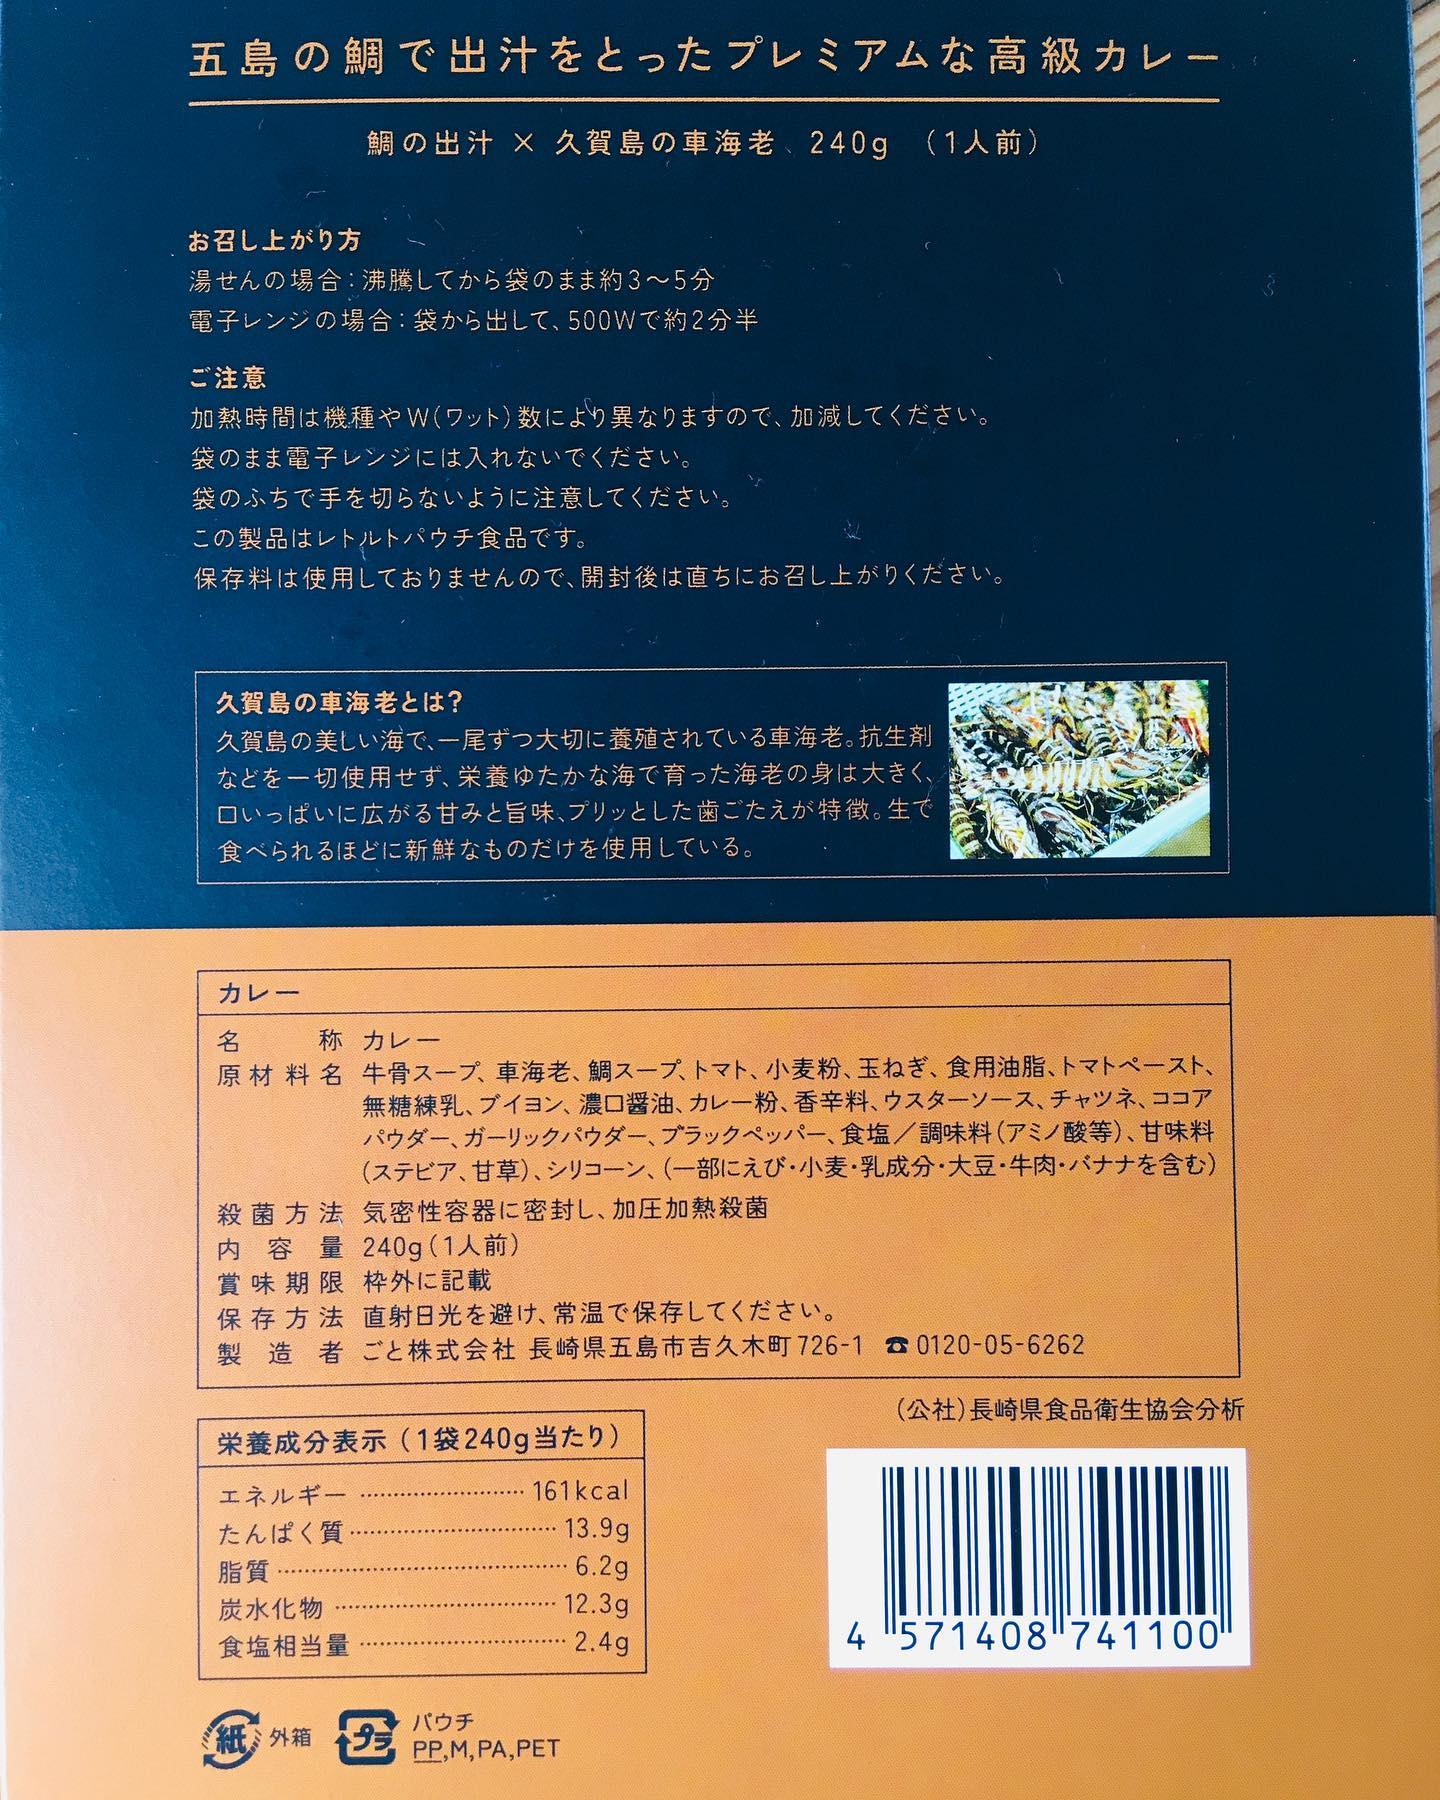 五島の鯛で出汁をとったプレミアムな高級カレー
鯛の出汁 × 久賀島の車海老、240g （1人前）
お召し上がり方
湯せんの場合：沸騰してから袋のまま約3〜5分
電子レンジの場合：袋から出して、500Wで約2分半
ご注意
加熱時間は機種やW(ワット)数により異なりますので、加減してください。
袋のまま電子レンジには入れないでください。
袋のふちで手を切らないように注意してください。
この製品はレトルトパウチ食品です。
保存料は使用しておりませんので、開封後は直ちにお召し上がりください。
久賀島の車海老とは？
久賀島の美しい海で、一尾ずつ大切に養殖されている車海老。抗生剤
などを一切使用せず、栄養ゆたかな海で育った海老の身は大きく、
口いっぱいに広がる甘みと旨味、プリッとした歯ごたえが特徴。生で
食べられるほどに新鮮なものだけを使用している。
カレー
名称 カレー
原材料名 牛骨スープ、車海老、鯛スープ、トマト、小麦粉、玉ねぎ、食用油脂、トマトペースト、
無糖練乳、ブイヨン、濃口醤油、カレー粉、香辛料、ウスターソース、チャツネ、ココア
パウダー、ガーリックパウダー、ブラックペッパー、食塩／調味料(アミノ酸等)、甘味料
(ステビア、甘草)、シリコーン、(一部にえび・小麦・乳成分・大豆・牛肉・バナナを含む)
殺菌方法 気密性容器に密封し、加圧加熱殺菌
内容量 240g(1人前)
賞味期限 枠外に記載
保存方法 直射日光を避け、常温で保存してください。
製造者 ごと株式会社 長崎県五島市吉久木町726-1 ☎0120-05-6262
(公社)長崎県食品衛生協会分析
栄養成分表示（1袋240g当たり）
エネルギー ………………… 161kcal
たんぱく質 ………………… 13.9g
脂質 ………………… 6.2g
炭水化物 ………………… 12.3g
食塩相当量 ………………… 2.4g
4 571408 741100
紙 外箱 プラ パウチ
PP,M,PA,PET